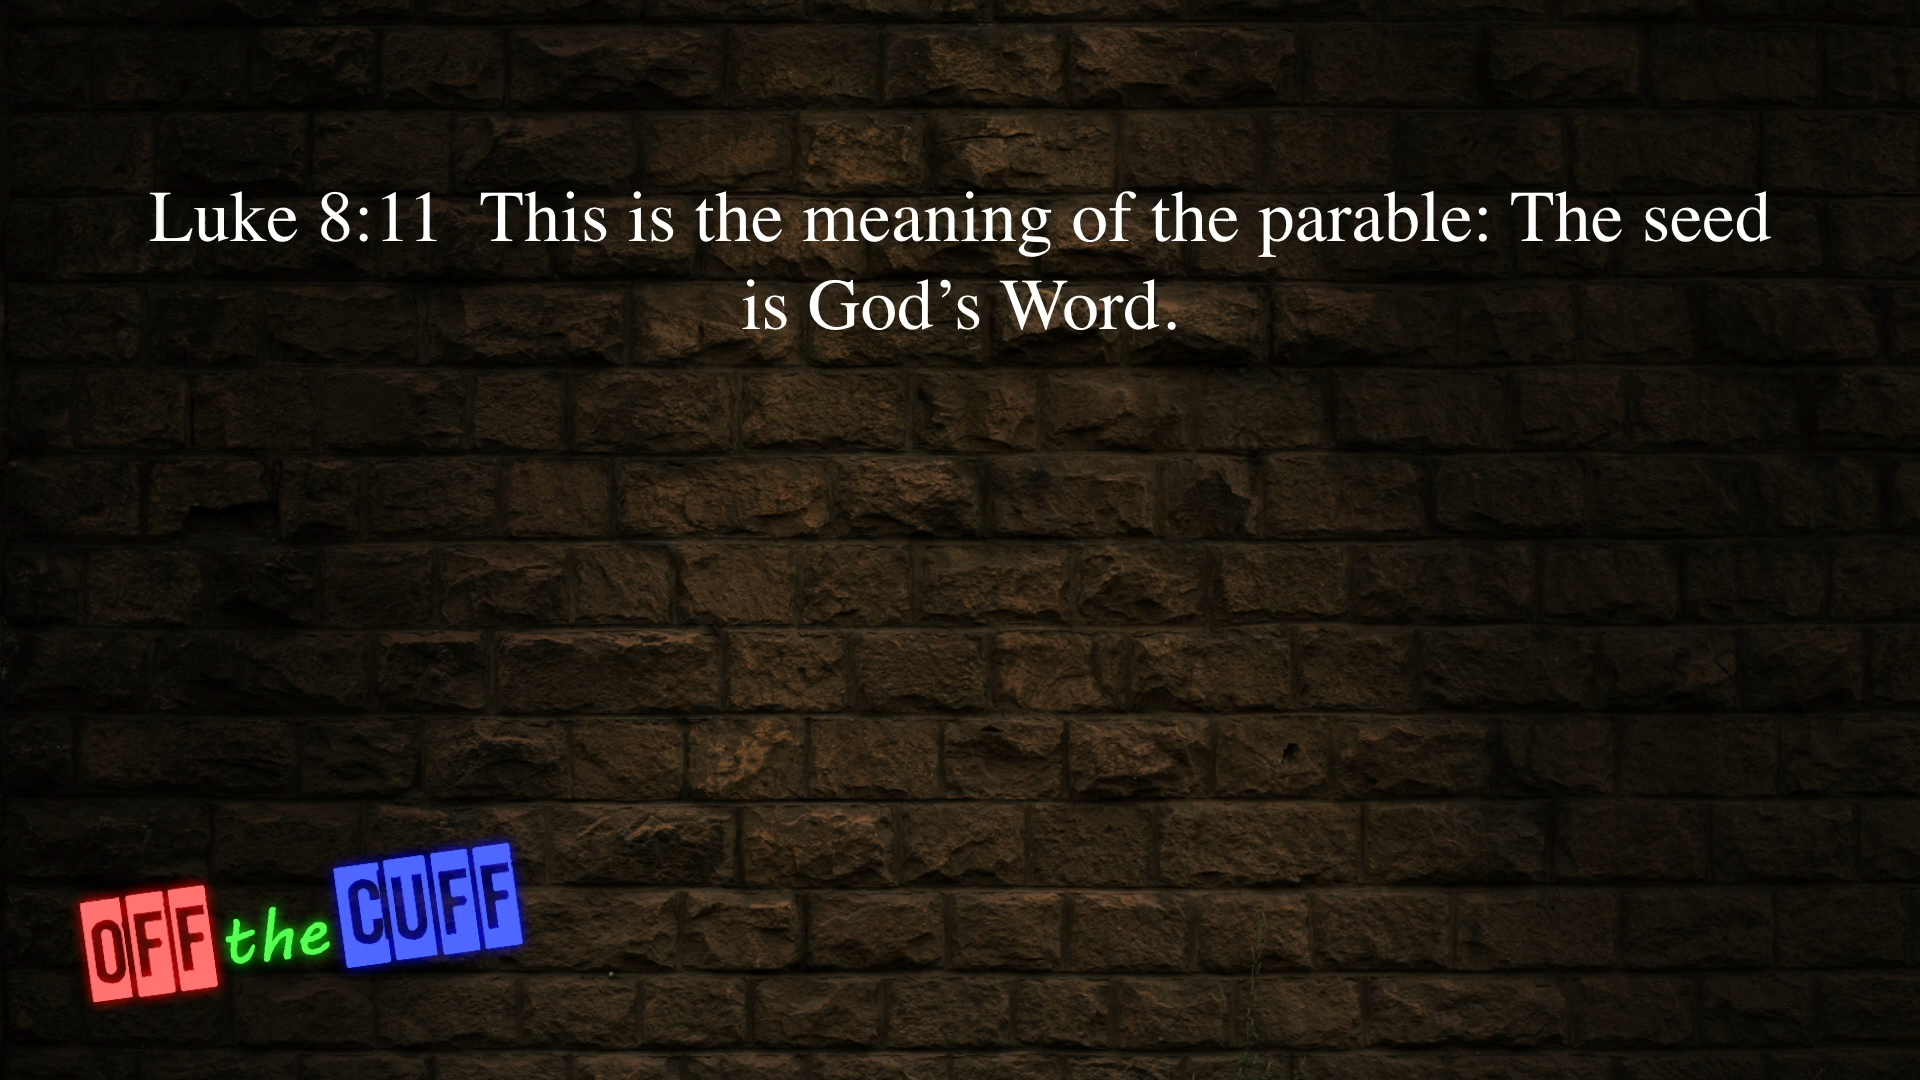 Luke 8:11  This is the meaning of the parable: The seed
is God’s Word.
OFF the CUFF